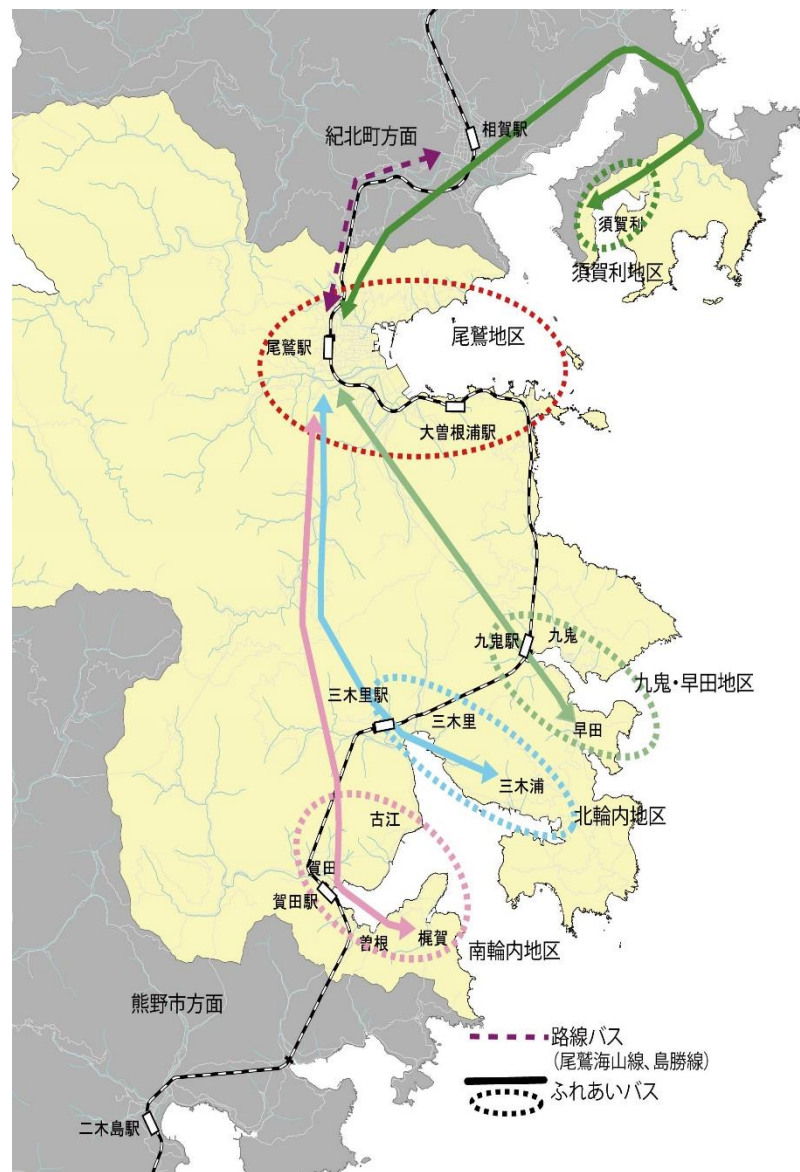 相賀駅
紀北町方面
須賀利
須賀利地区
尾鷲地区
尾鷲駅
大曽根浦駅
九鬼駅
九鬼
九鬼・早田地区
三木里駅
三木里
早田
三木浦
北輪内地区
古江
賀田
賀田駅
曽根
梶賀
南輪内地区
熊野市方面
路線バス
(尾鷲海山線、島勝線)
ふれあいバス
二木島駅